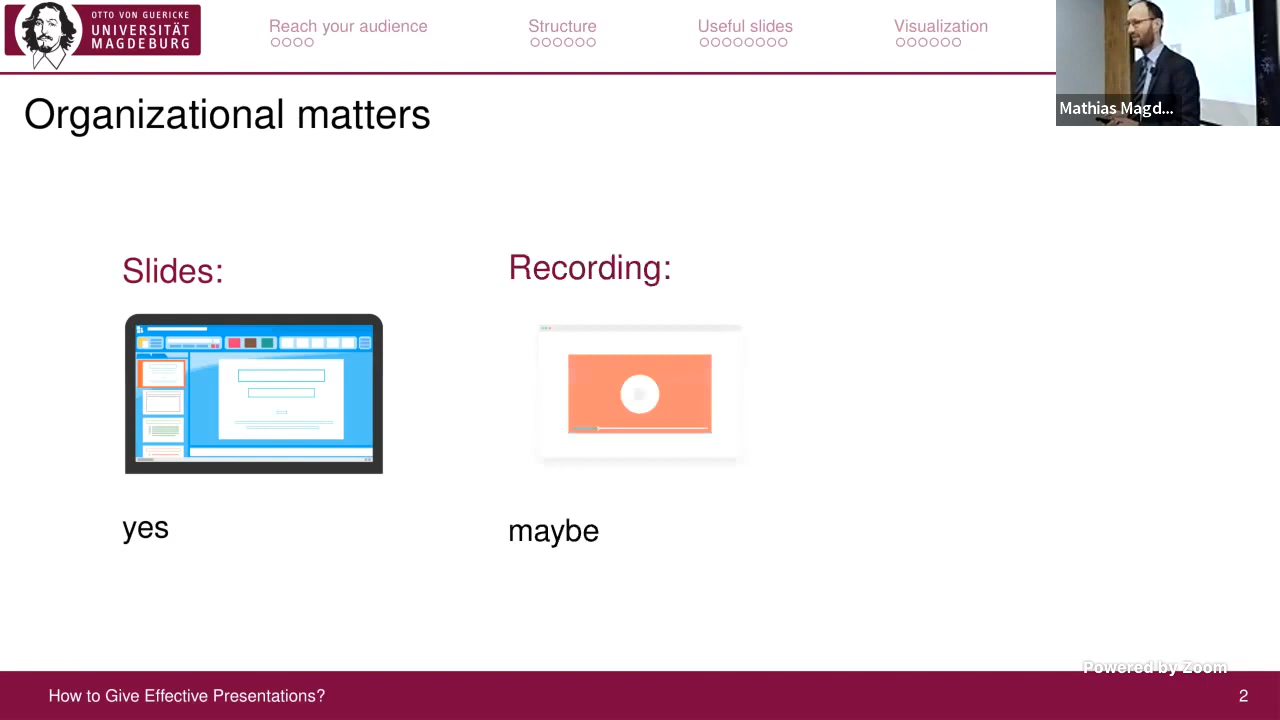 OTTO VON GUERICKE
UNIVERSITÄT
MAGDEBURG
Reach your audience
Structure
Useful slides
Visualization
Mathias Magd...
Organizational matters
Slides:
Recording:
yes
maybe
Powered by Zoom
How to Give Effective Presentations?
2